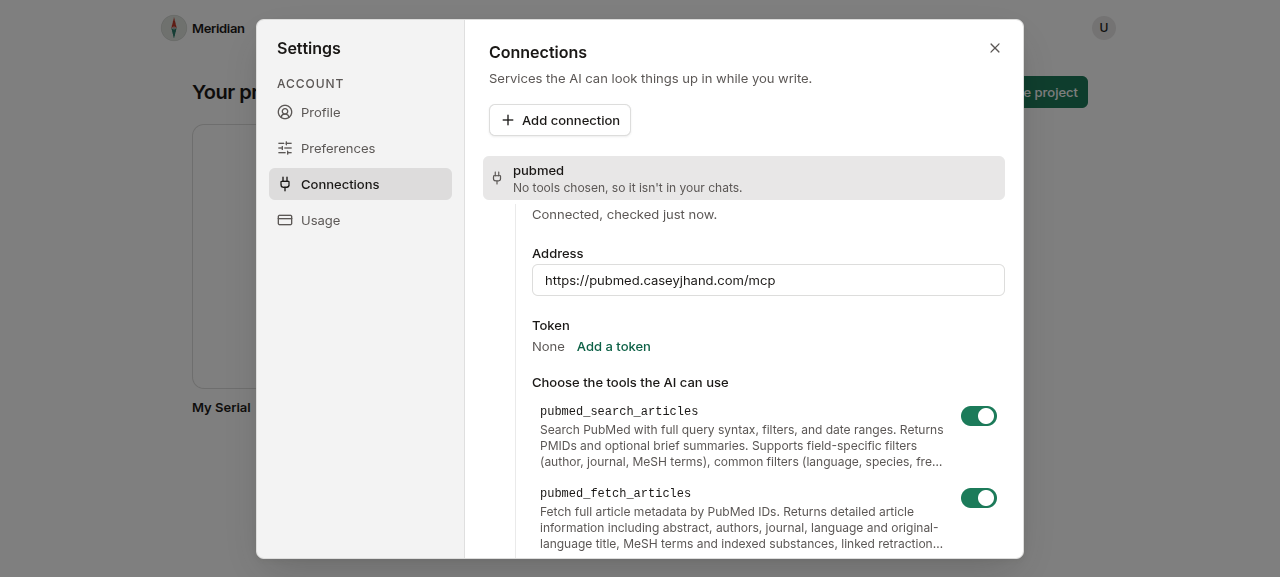 Meridian
U
Your pr
e project
My Serial
Settings
ACCOUNT
Profile
Preferences
Connections
Usage
Connections
Services the AI can look things up in while you write.
Add connection
pubmed
No tools chosen, so it isn't in your chats.
Connected, checked just now.
Address
https://pubmed.caseyjhand.com/mcp
Token
None Add a token
Choose the tools the AI can use
pubmed_search_articles
Search PubMed with full query syntax, filters, and date ranges. Returns
PMIDs and optional brief summaries. Supports field-specific filters
(author, journal, MeSH terms), common filters (language, species, fre...
pubmed_fetch_articles
Fetch full article metadata by PubMed IDs. Returns detailed article
information including abstract, authors, journal, language and original-
language title, MeSH terms and indexed substances, linked retraction...